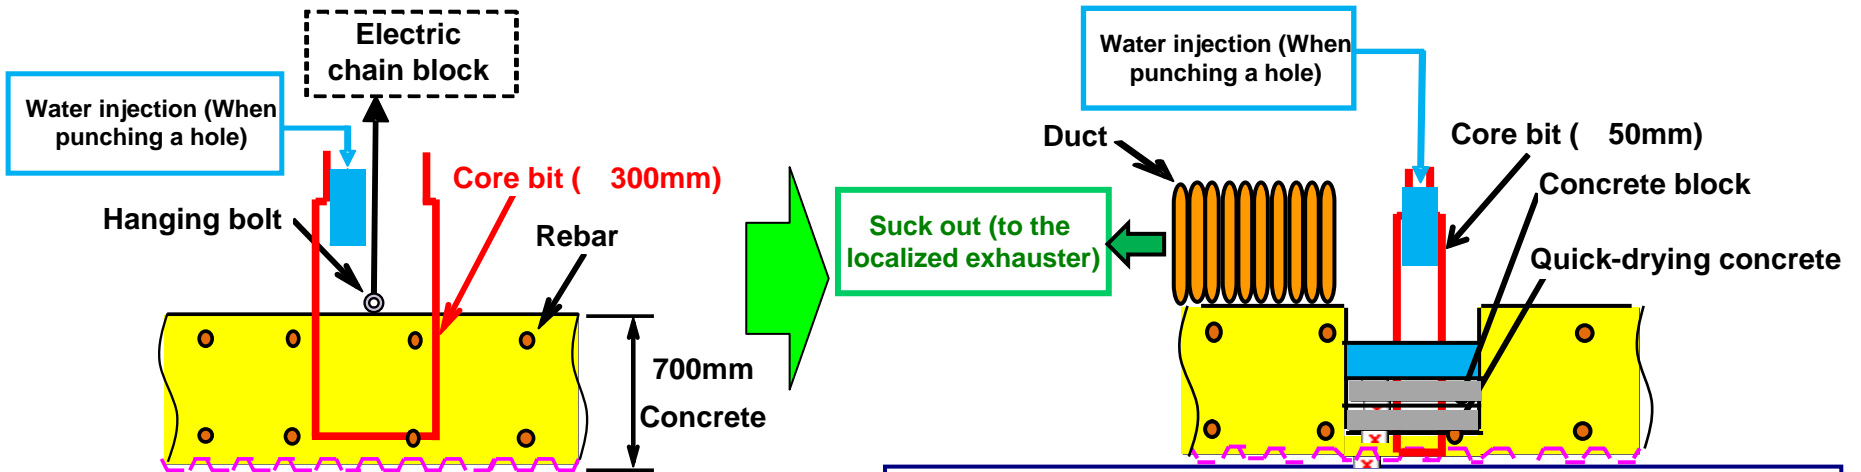 Electric
chain block
Water injection (When
punching a hole)
Hanging bolt
Core bit ( 300mm)
Rebar
700mm
Concrete
Water injection (When
punching a hole)
Duct
Core bit ( 50mm)
Concrete block
Suck out (to the
localized exhauster)
Quick-drying concrete